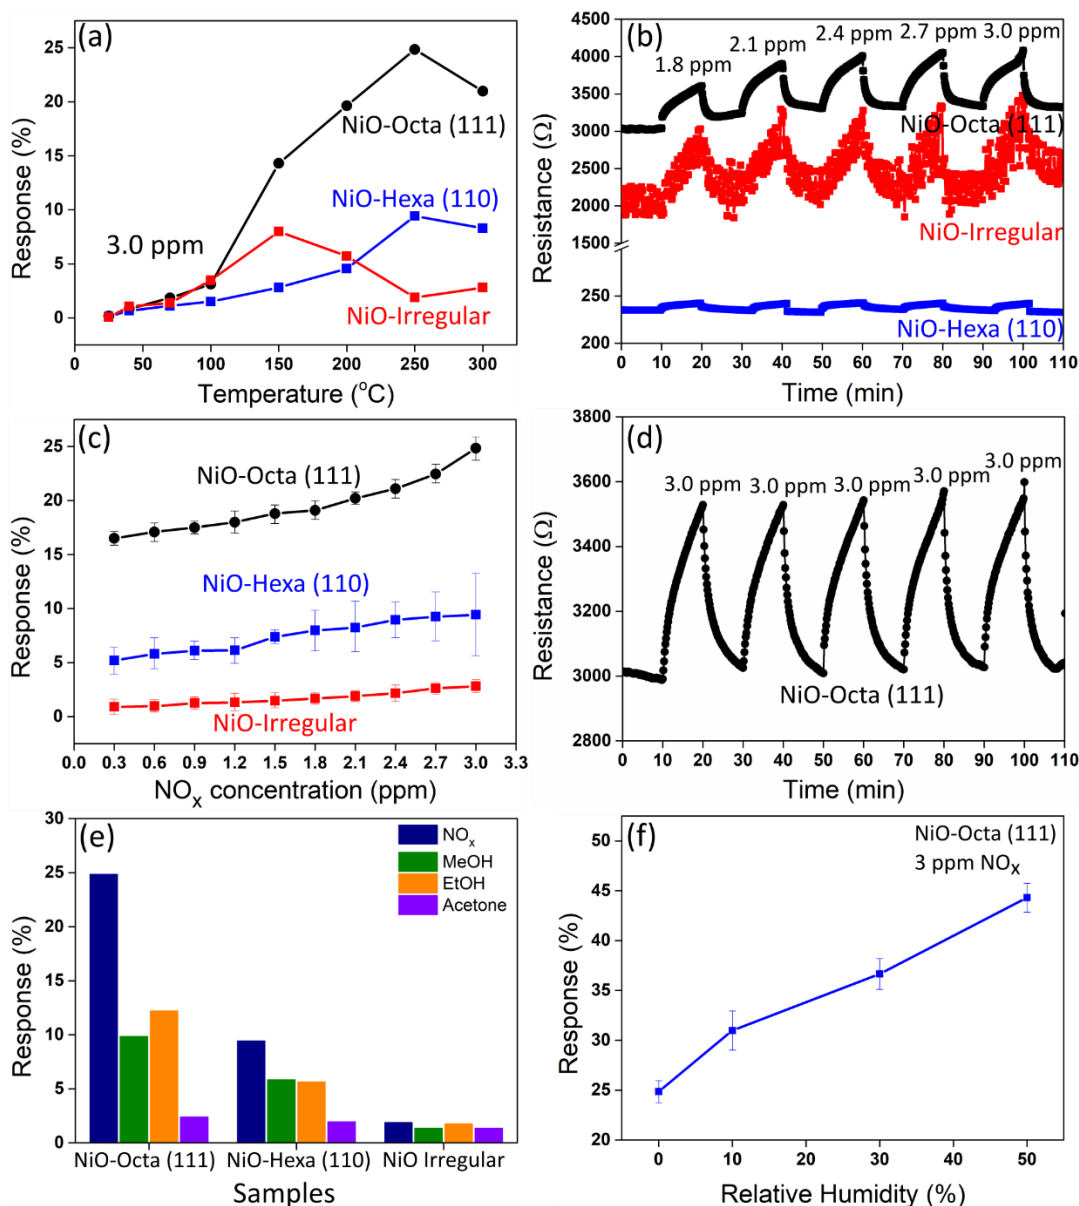 (a)
25
20
15
10
5
0
Response (%)
NiO-Octa (111)
NiO-Hexa (110)
3.0 ppm
NiO-Irregular
50
100
150
200
250
300
Temperature (°C)
(b)
4500
4000
3500
3000
2500
2000
1500
250
200
Resistance (Ω)
1.8 ppm
2.1 ppm
2.4 ppm
2.7 ppm
3.0 ppm
NiO-Octa (111)
NiO-Irregular
NiO-Hexa (110)
0
10
20
30
40
50
60
70
80
90
100
110
Time (min)
(c)
25
20
15
10
5
0
Response (%)
NiO-Octa (111)
NiO-Hexa (110)
NiO-Irregular
0.0
0.3
0.6
0.9
1.2
1.5
1.8
2.1
2.4
2.7
3.0
3.3
NOx concentration (ppm)
(d)
3800
3600
3400
3200
3000
2800
Resistance (Ω)
3.0 ppm
3.0 ppm
3.0 ppm
3.0 ppm
3.0 ppm
NiO-Octa (111)
0
10
20
30
40
50
60
70
80
90
100
110
Time (min)
(e)
30
25
20
15
10
5
0
Response (%)
NOx
MeOH
EtOH
Acetone
NiO-Octa (111)
NiO-Hexa (110)
NiO Irregular
Samples
(f)
50
45
40
35
30
25
20
Response (%)
NiO-Octa (111)
3 ppm NOx
0
10
20
30
40
50
Relative Humidity (%)